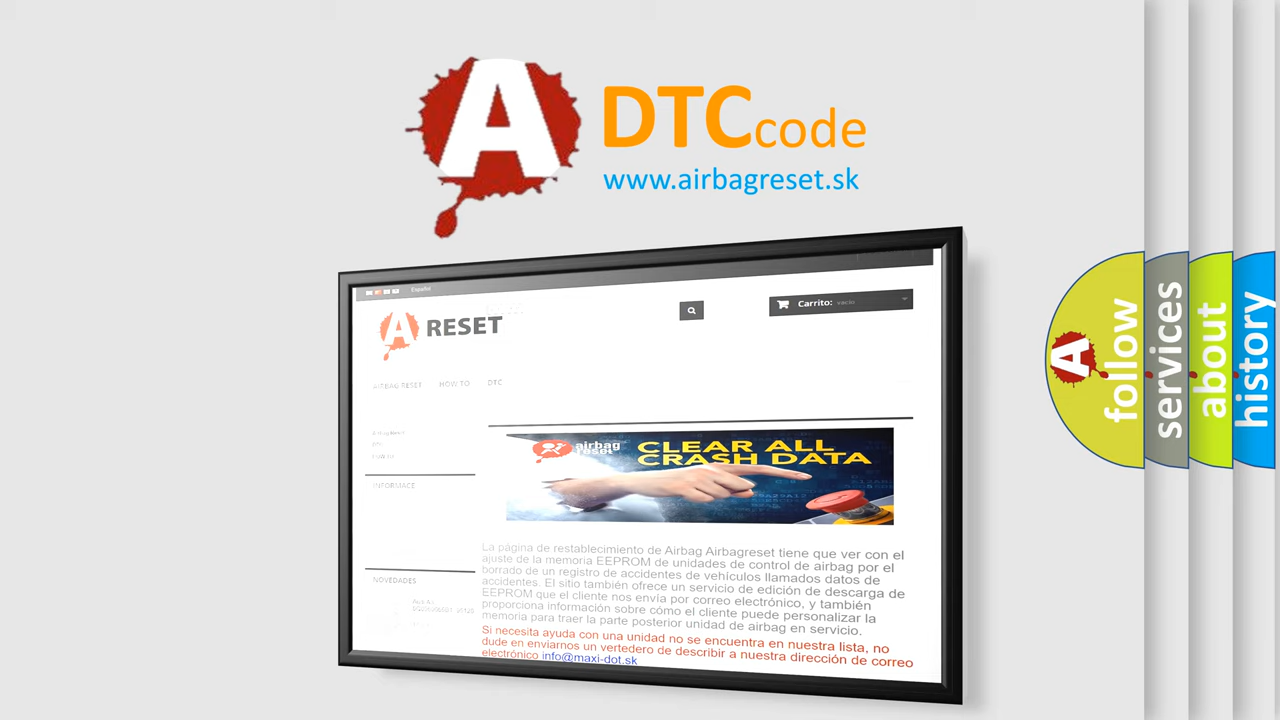 A DTCcode
www.airbagreset.sk
Español
A RESET
Carrito: vacío
AIRBAG RESET HOW TO DTC
INFORMACE
NOVEDADES
airbag
reset
CLEAR ALL
CRASH DATA
La página de restablecimiento de Airbag Airbagreset tiene que ver con el
ajuste de la memoria EEPROM de unidades de control de airbag por el
borrado de un registro de accidentes de vehículos llamados datos de
accidentes. El sitio también ofrece un servicio de edición de descarga de
EEPROM que el cliente nos envía por correo electrónico, y también
proporciona información sobre cómo el cliente puede personalizar la
memoria para traer la parte posterior unidad de airbag en servicio.
Si necesita ayuda con una unidad no se encuentra en nuestra lista, no
dude en enviarnos un vertedero de describir a nuestra dirección de correo
electrónico info@maxi-dot.sk
A
follow
services
about
history